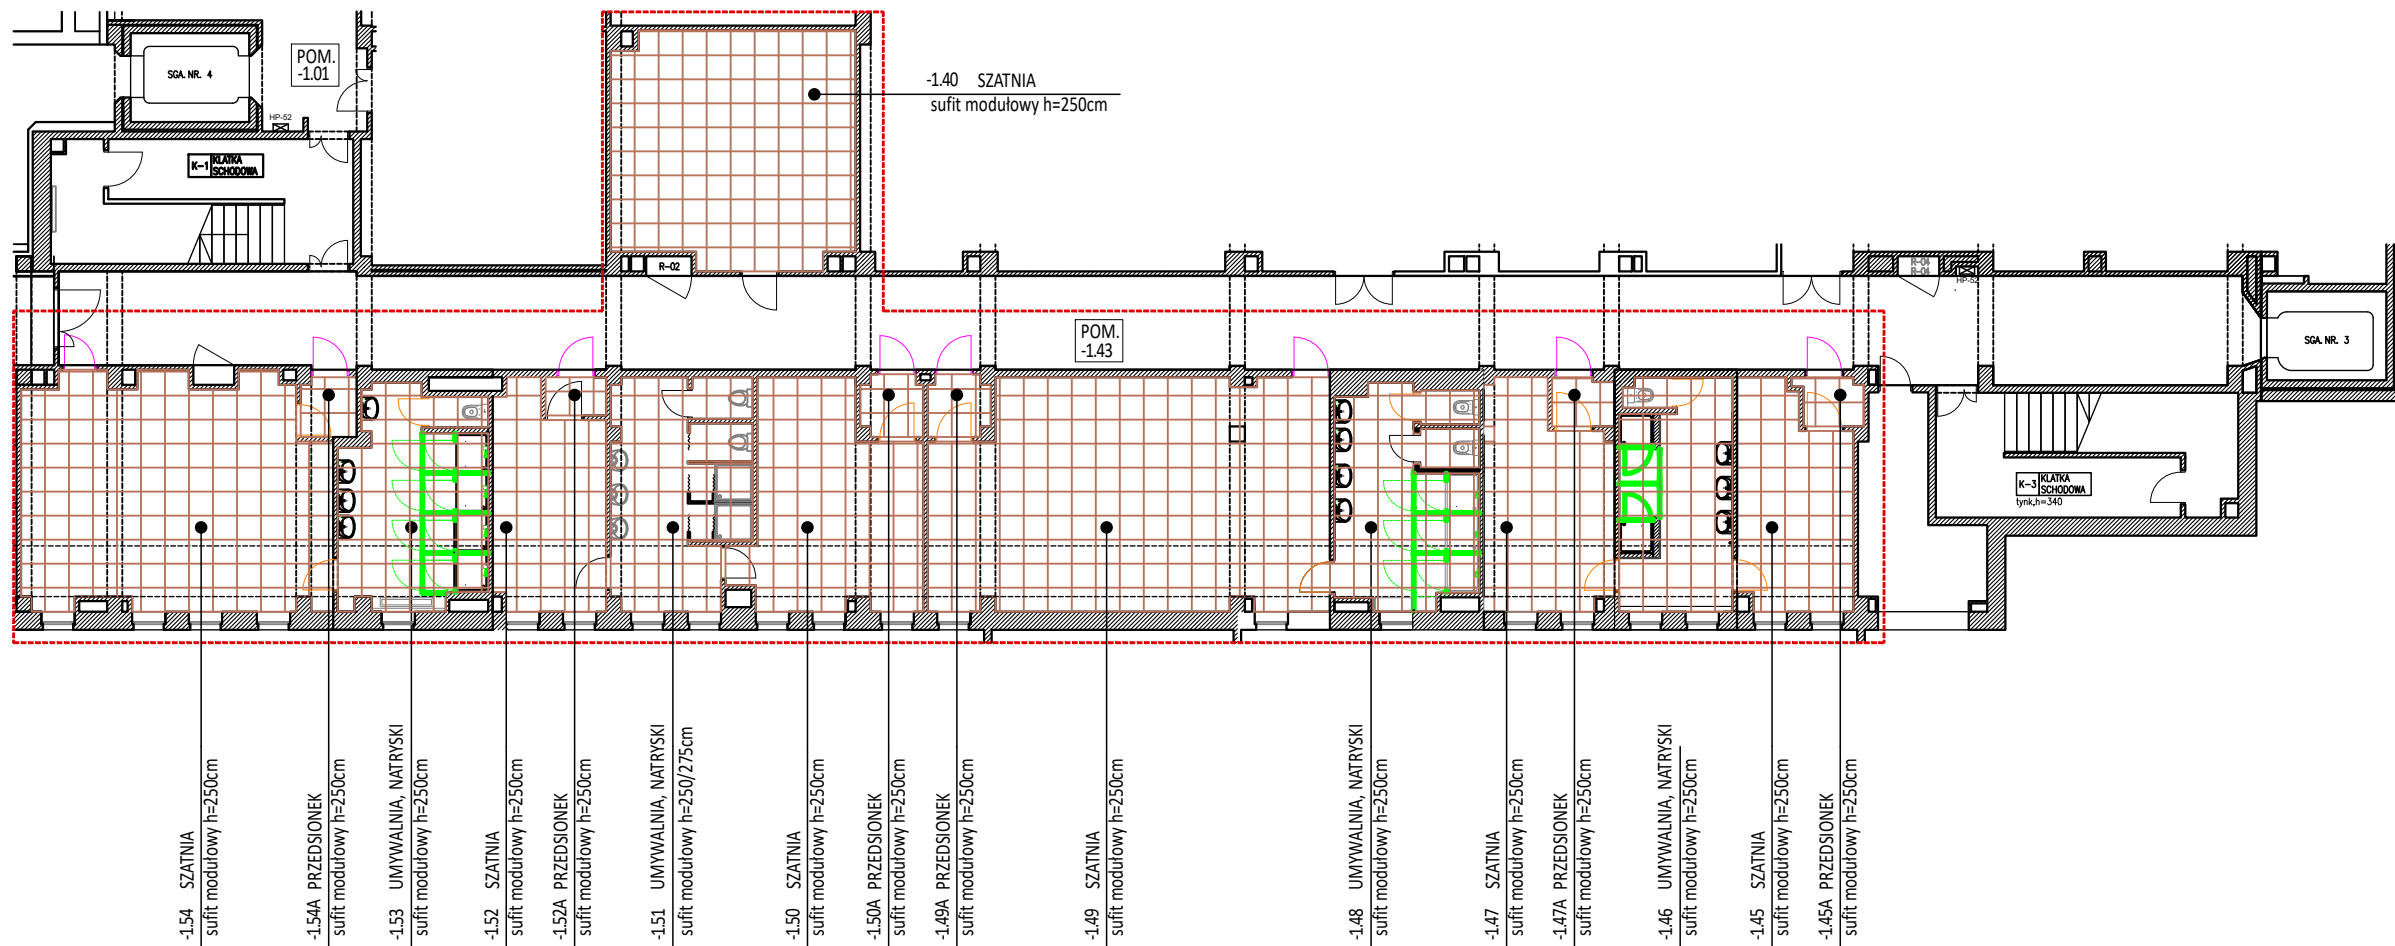 SGA. NR. 4
POM.
-1.01
HP-52
K-1
KLATKA
SCHODOWA
-1.40 SZATNIA
sufit modułowy h=250cm
R-02
POM.
-1.43
R-04
R-04
HP-52
SGA. NR. 3
K-3
KLATKA
SCHODOWA
tynk,h=340
-1.54 SZATNIA
sufit modułowy h=250cm
-1.54A PRZEDSIONEK
sufit modułowy h=250cm
-1.53 UMYWALNIA, NATRYSKI
sufit modułowy h=250cm
-1.52 SZATNIA
sufit modułowy h=250cm
-1.52A PRZEDSIONEK
sufit modułowy h=250cm
-1.51 UMYWALNIA, NATRYSKI
sufit modułowy h=250/275cm
-1.50 SZATNIA
sufit modułowy h=250cm
-1.50A PRZEDSIONEK
sufit modułowy h=250cm
-1.49A PRZEDSIONEK
sufit modułowy h=250cm
-1.49 SZATNIA
sufit modułowy h=250cm
-1.48 UMYWALNIA, NATRYSKI
sufit modułowy h=250cm
-1.47 SZATNIA
sufit modułowy h=250cm
-1.47A PRZEDSIONEK
sufit modułowy h=250cm
-1.46 UMYWALNIA, NATRYSKI
sufit modułowy h=250cm
-1.45 SZATNIA
sufit modułowy h=250cm
-1.45A PRZEDSIONEK
sufit modułowy h=250cm